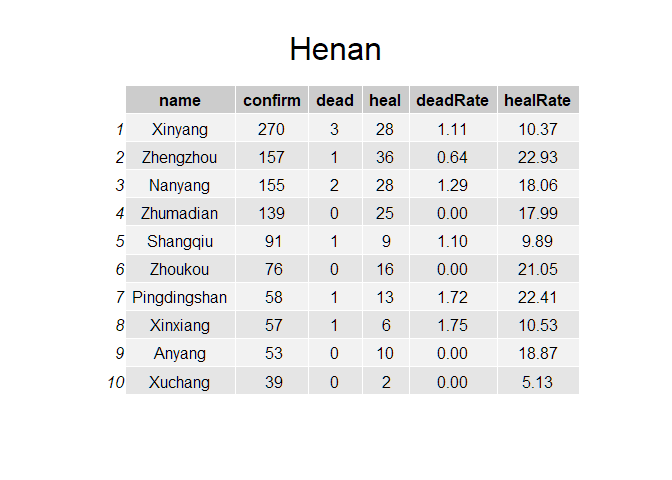 Henan
name confirm dead heal deadRate healRate
1 Xinyang 270 3 28 1.11 10.37
2 Zhengzhou 157 1 36 0.64 22.93
3 Nanyang 155 2 28 1.29 18.06
4 Zhumadian 139 0 25 0.00 17.99
5 Shangqiu 91 1 9 1.10 9.89
6 Zhoukou 76 0 16 0.00 21.05
7 Pingdingshan 58 1 13 1.72 22.41
8 Xinxiang 57 1 6 1.75 10.53
9 Anyang 53 0 10 0.00 18.87
10 Xuchang 39 0 2 0.00 5.13